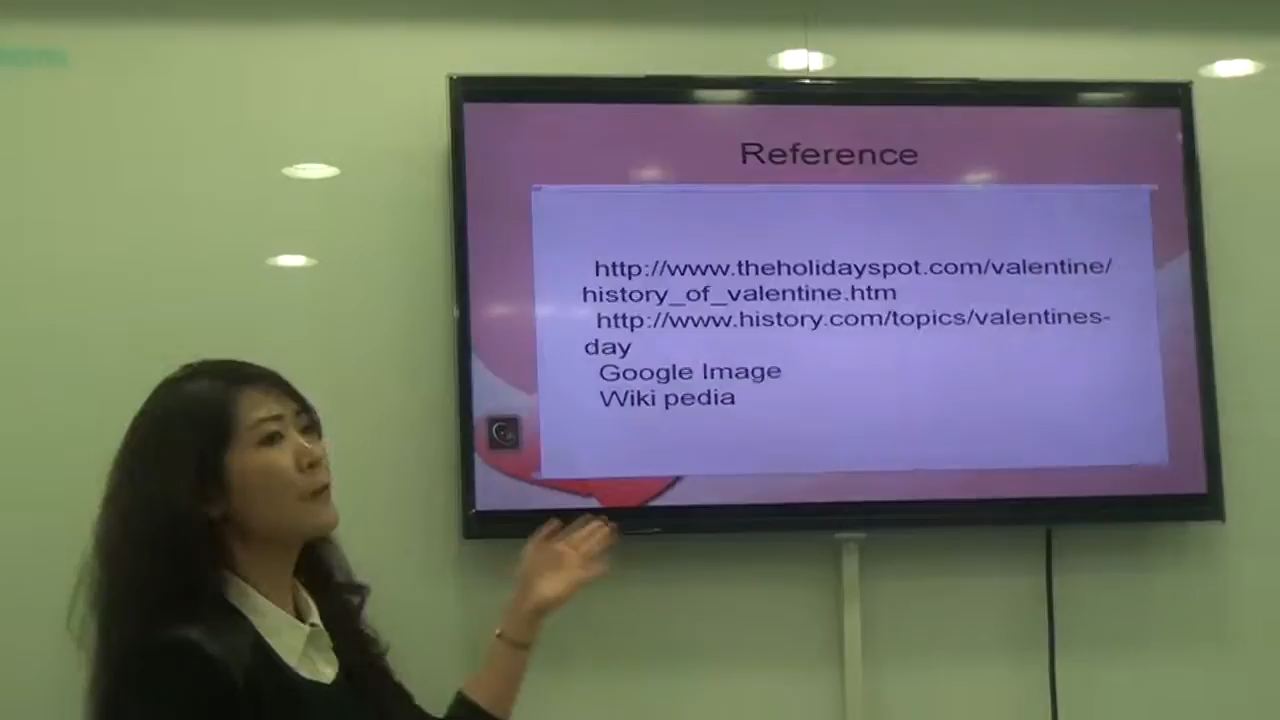 Reference
http://www.theholidayspot.com/valentine/
history_of_valentine.htm
http://www.history.com/topics/valentines-
day
Google Image
Wiki pedia